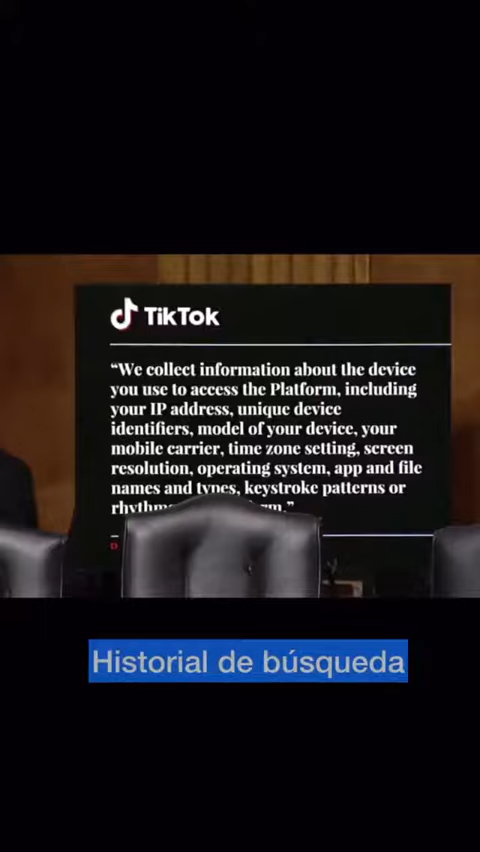 TikTok
“We collect information about the device
you use to access the Platform, including
your IP address, unique device
identifiers, model of your device, your
mobile carrier, time zone setting, screen
resolution, operating system, app and file
names and types, keystroke patterns or
Historial de búsqueda